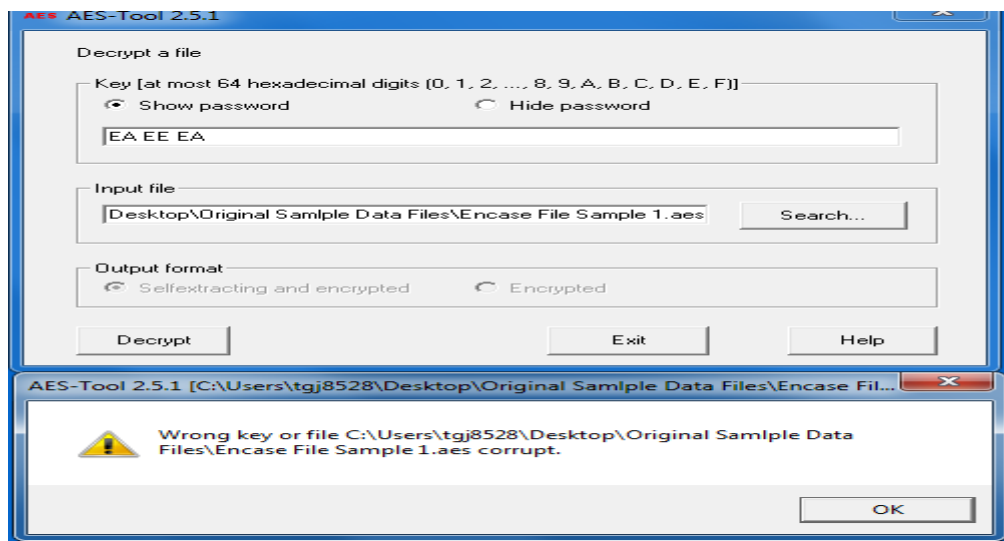 AES AES-Tool 2.5.1
Decrypt a file
Key [at most 64 hexadecimal digits (0, 1, 2, ..., 8, 9, A, B, C, D, E, F)]
Show password Hide password
EA EE EA
Input file
Desktop\Original Samlple Data Files\Encase File Sample 1.aes Search...
Output format
Selfextracting and encrypted Encrypted
Decrypt Exit Help
AES-Tool 2.5.1 [C:\Users\tgj8528\Desktop\Original Samlple Data Files\Encase Fil...
Wrong key or file C:\Users\tgj8528\Desktop\Original Samlple Data
Files\Encase File Sample 1.aes corrupt.
OK